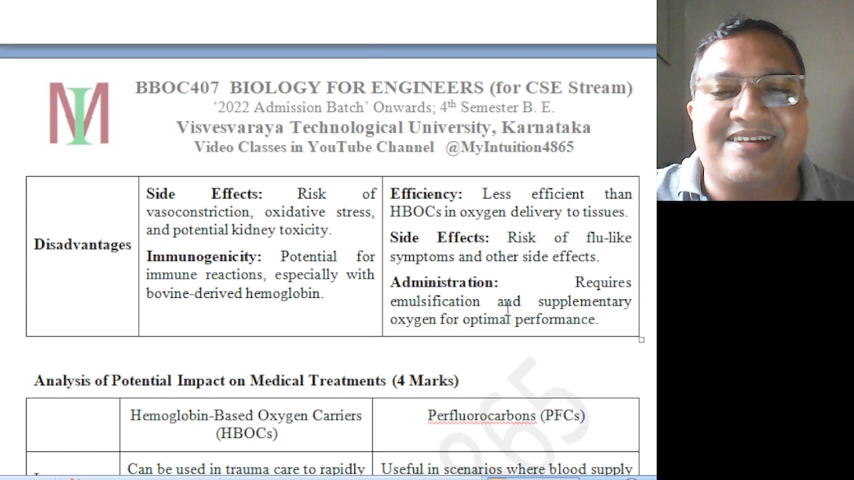 MI
BBOC407 BIOLOGY FOR ENGINEERS (for CSE Stream)
'2022 Admission Batch' Onwards; 4th Semester B. E.
Visvesvaraya Technological University, Karnataka
Video Classes in YouTube Channel @MyIntuition4865
Disadvantages
Side Effects: Risk of
vasoconstriction, oxidative stress,
and potential kidney toxicity.
Immunogenicity: Potential for
immune reactions, especially with
bovine-derived hemoglobin.
Efficiency: Less efficient than
HBOCs in oxygen delivery to tissues.
Side Effects: Risk of flu-like
symptoms and other side effects.
Administration: Requires
emulsification and supplementary
oxygen for optimal performance.
Analysis of Potential Impact on Medical Treatments (4 Marks)
Hemoglobin-Based Oxygen Carriers
(HBOCs)
Perfluorocarbons (PFCs)
Can be used in trauma care to rapidly
Useful in scenarios where blood supply
865